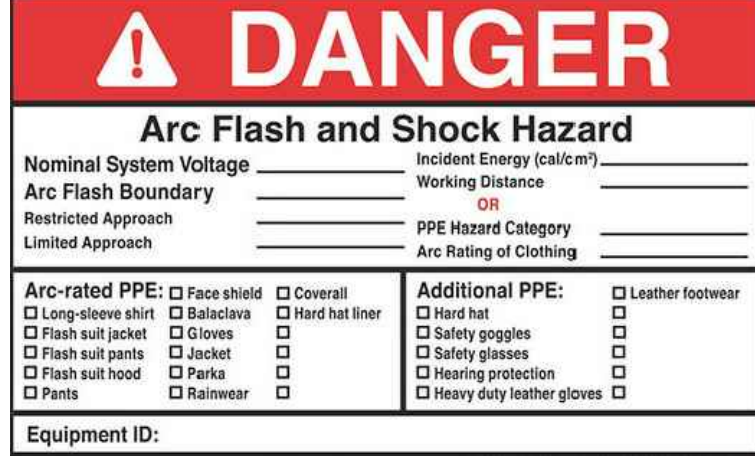 DANGER
Arc Flash and Shock Hazard
Nominal System Voltage
Arc Flash Boundary
Restricted Approach
Limited Approach
Incident Energy (cal/cm²)
Working Distance
OR
PPE Hazard Category
Arc Rating of Clothing
Arc-rated PPE:
Long-sleeve shirt
Flash suit jacket
Flash suit pants
Flash suit hood
Pants
Face shield
Balaclava
Gloves
Jacket
Parka
Rainwear
Coverall
Hard hat liner
Additional PPE:
Hard hat
Safety goggles
Safety glasses
Hearing protection
Heavy duty leather gloves
Leather footwear
Equipment ID: